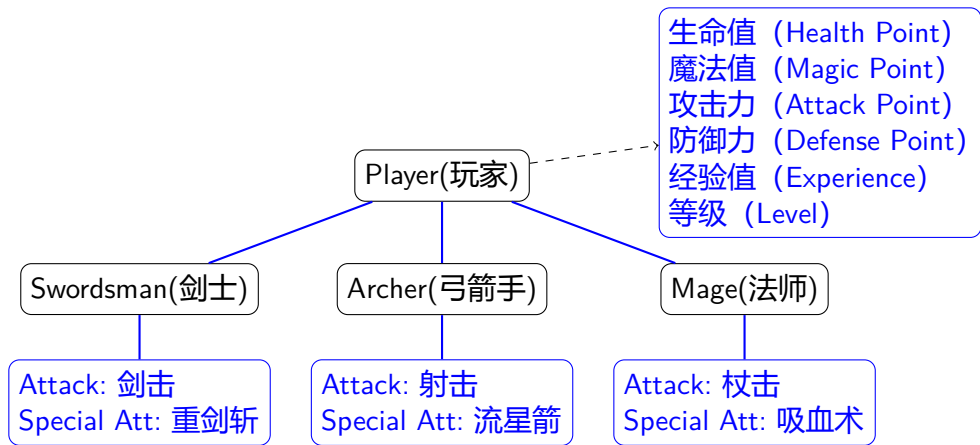 生命值（Health Point）
魔法值（Magic Point）
攻击力（Attack Point）
防御力（Defense Point）
经验值（Experience）
等级（Level）
Player(玩家)
Swordsman(剑士)
Archer(弓箭手)
Mage(法师)
Attack: 剑击
Special Att: 重剑斩
Attack: 射击
Special Att: 流星箭
Attack: 杖击
Special Att: 吸血术